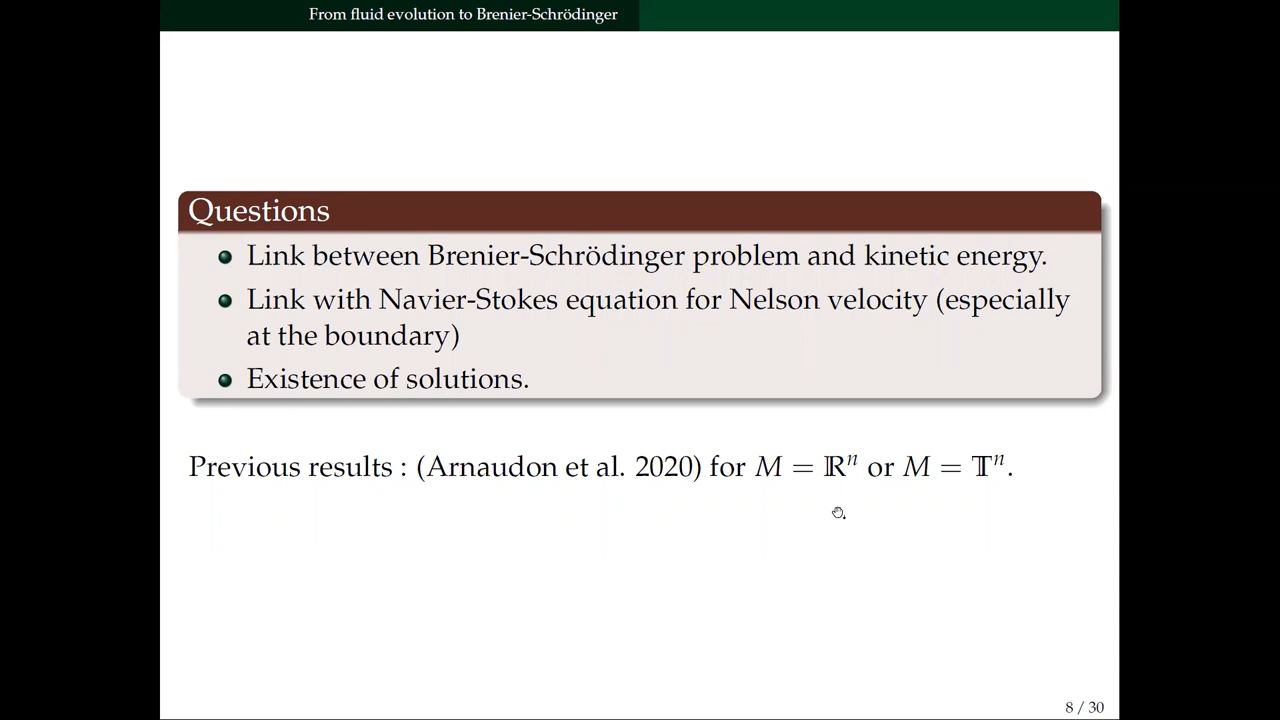 From fluid evolution to Brenier-Schrödinger
Questions
Link between Brenier-Schrödinger problem and kinetic energy.
Link with Navier-Stokes equation for Nelson velocity (especially
at the boundary)
Existence of solutions.
Previous results : (Arnaudon et al. 2020) for M = ℝⁿ or M = 𝕋ⁿ.
8 / 30